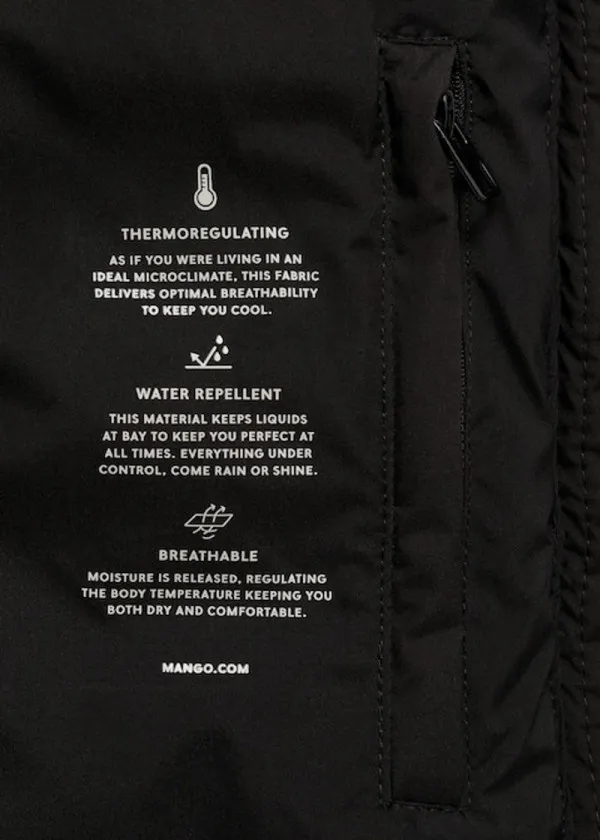 THERMOREGULATING
AS IF YOU WERE LIVING IN AN
IDEAL MICROCLIMATE, THIS FABRIC
DELIVERS OPTIMAL BREATHABILITY
TO KEEP YOU COOL.
WATER REPELLENT
THIS MATERIAL KEEPS LIQUIDS
AT BAY TO KEEP YOU PERFECT AT
ALL TIMES. EVERYTHING UNDER
CONTROL, COME RAIN OR SHINE.
BREATHABLE
MOISTURE IS RELEASED, REGULATING
THE BODY TEMPERATURE KEEPING YOU
BOTH DRY AND COMFORTABLE.
MANGO.COM